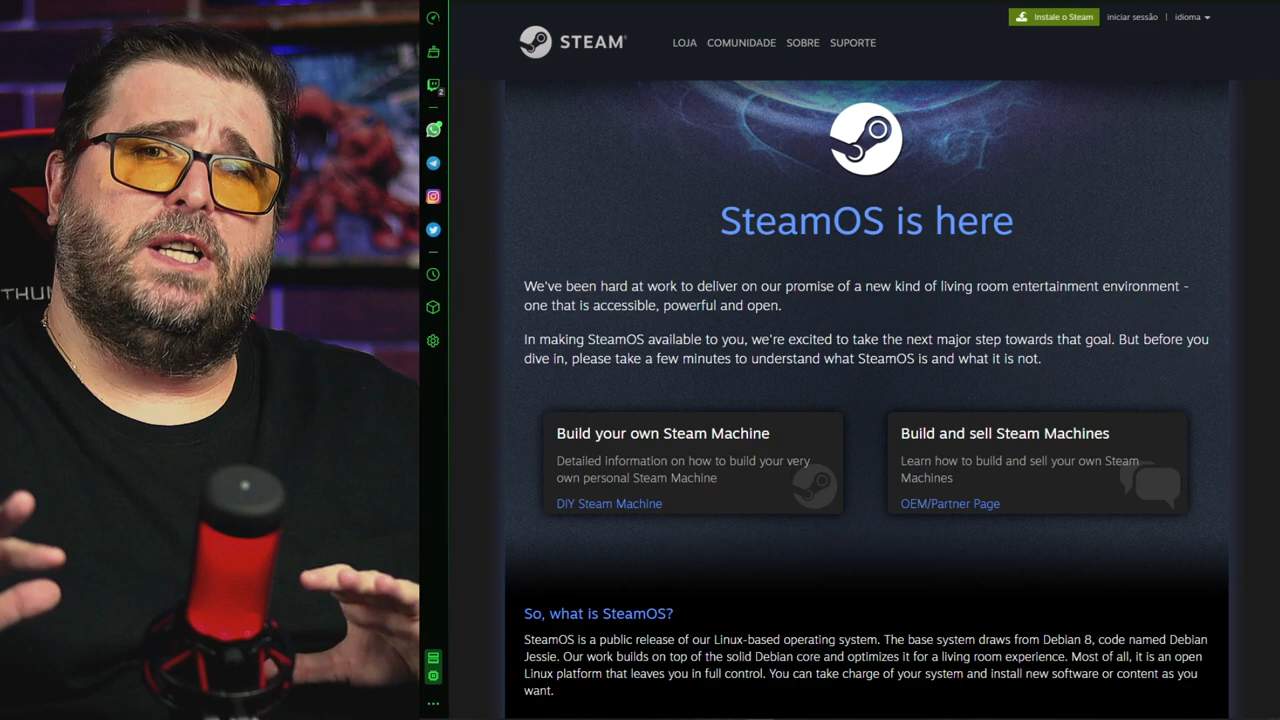 THUN
2
Instale o Steam
iniciar sessão | idioma
STEAM®
LOJA COMUNIDADE SOBRE SUPORTE
SteamOS is here
We've been hard at work to deliver on our promise of a new kind of living room entertainment environment -
one that is accessible, powerful and open.
In making SteamOS available to you, we're excited to take the next major step towards that goal. But before you
dive in, please take a few minutes to understand what SteamOS is and what it is not.
Build your own Steam Machine
Detailed information on how to build your very
own personal Steam Machine
DIY Steam Machine
Build and sell Steam Machines
Learn how to build and sell your own Steam
Machines
OEM/Partner Page
So, what is SteamOS?
SteamOS is a public release of our Linux-based operating system. The base system draws from Debian 8, code named Debian
Jessie. Our work builds on top of the solid Debian core and optimizes it for a living room experience. Most of all, it is an open
Linux platform that leaves you in full control. You can take charge of your system and install new software or content as you
want.